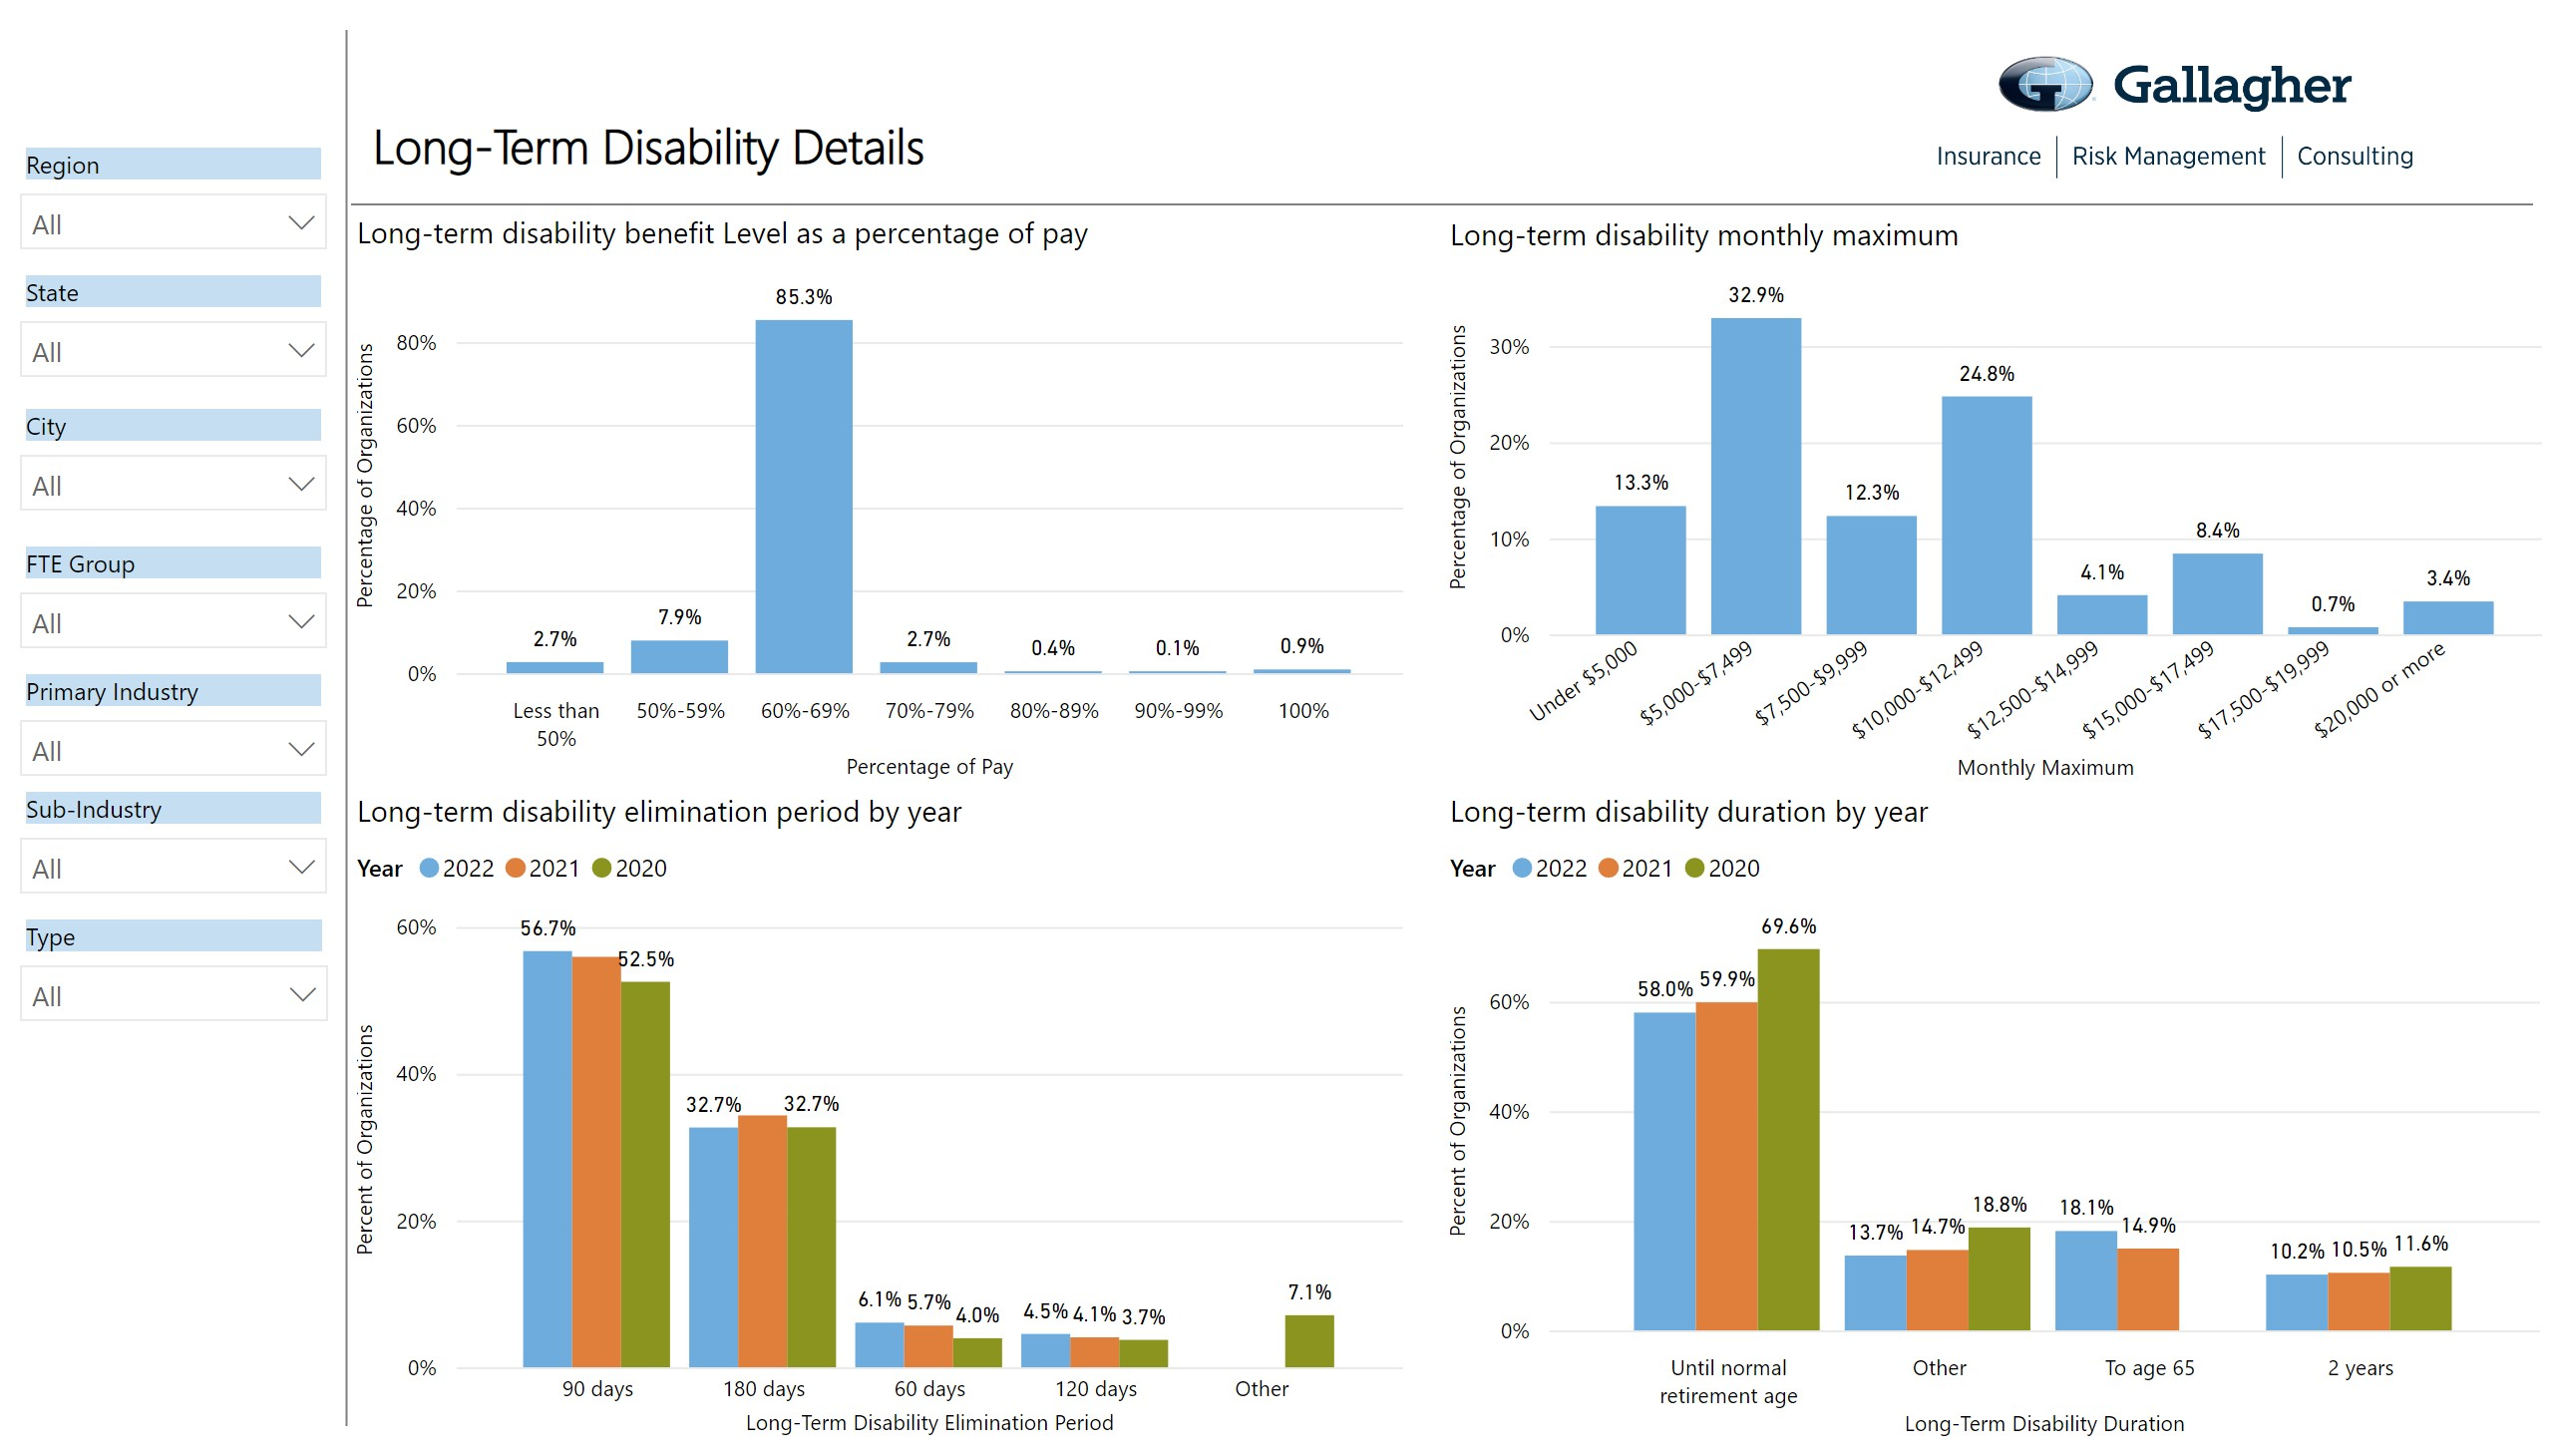 Gallagher
Insurance | Risk Management | Consulting
Long-Term Disability Details
Region
All
State
All
City
All
FTE Group
All
Primary Industry
All
Sub-Industry
All
Type
All
Long-term disability benefit Level as a percentage of pay
Percentage of Organizations
80%
60%
40%
20%
0%
2.7%
7.9%
85.3%
2.7%
0.4%
0.1%
0.9%
Less than
50%
50%-59%
60%-69%
70%-79%
80%-89%
90%-99%
100%
Percentage of Pay
Long-term disability monthly maximum
Percentage of Organizations
30%
20%
10%
0%
13.3%
32.9%
12.3%
24.8%
4.1%
8.4%
0.7%
3.4%
Under $5,000
$5,000-$7,499
$7,500-$9,999
$10,000-$12,499
$12,500-$14,999
$15,000-$17,499
$17,500-$19,999
$20,000 or more
Monthly Maximum
Long-term disability elimination period by year
Year 2022 2021 2020
Percent of Organizations
60%
40%
20%
0%
56.7%
52.5%
32.7%
32.7%
6.1%
5.7%
4.0%
4.5%
4.1%
3.7%
7.1%
90 days
180 days
60 days
120 days
Other
Long-Term Disability Elimination Period
Long-term disability duration by year
Year 2022 2021 2020
Percent of Organizations
60%
40%
20%
0%
58.0%
59.9%
69.6%
13.7%
14.7%
18.8%
18.1%
14.9%
10.2%
10.5%
11.6%
Until normal
retirement age
Other
To age 65
2 years
Long-Term Disability Duration